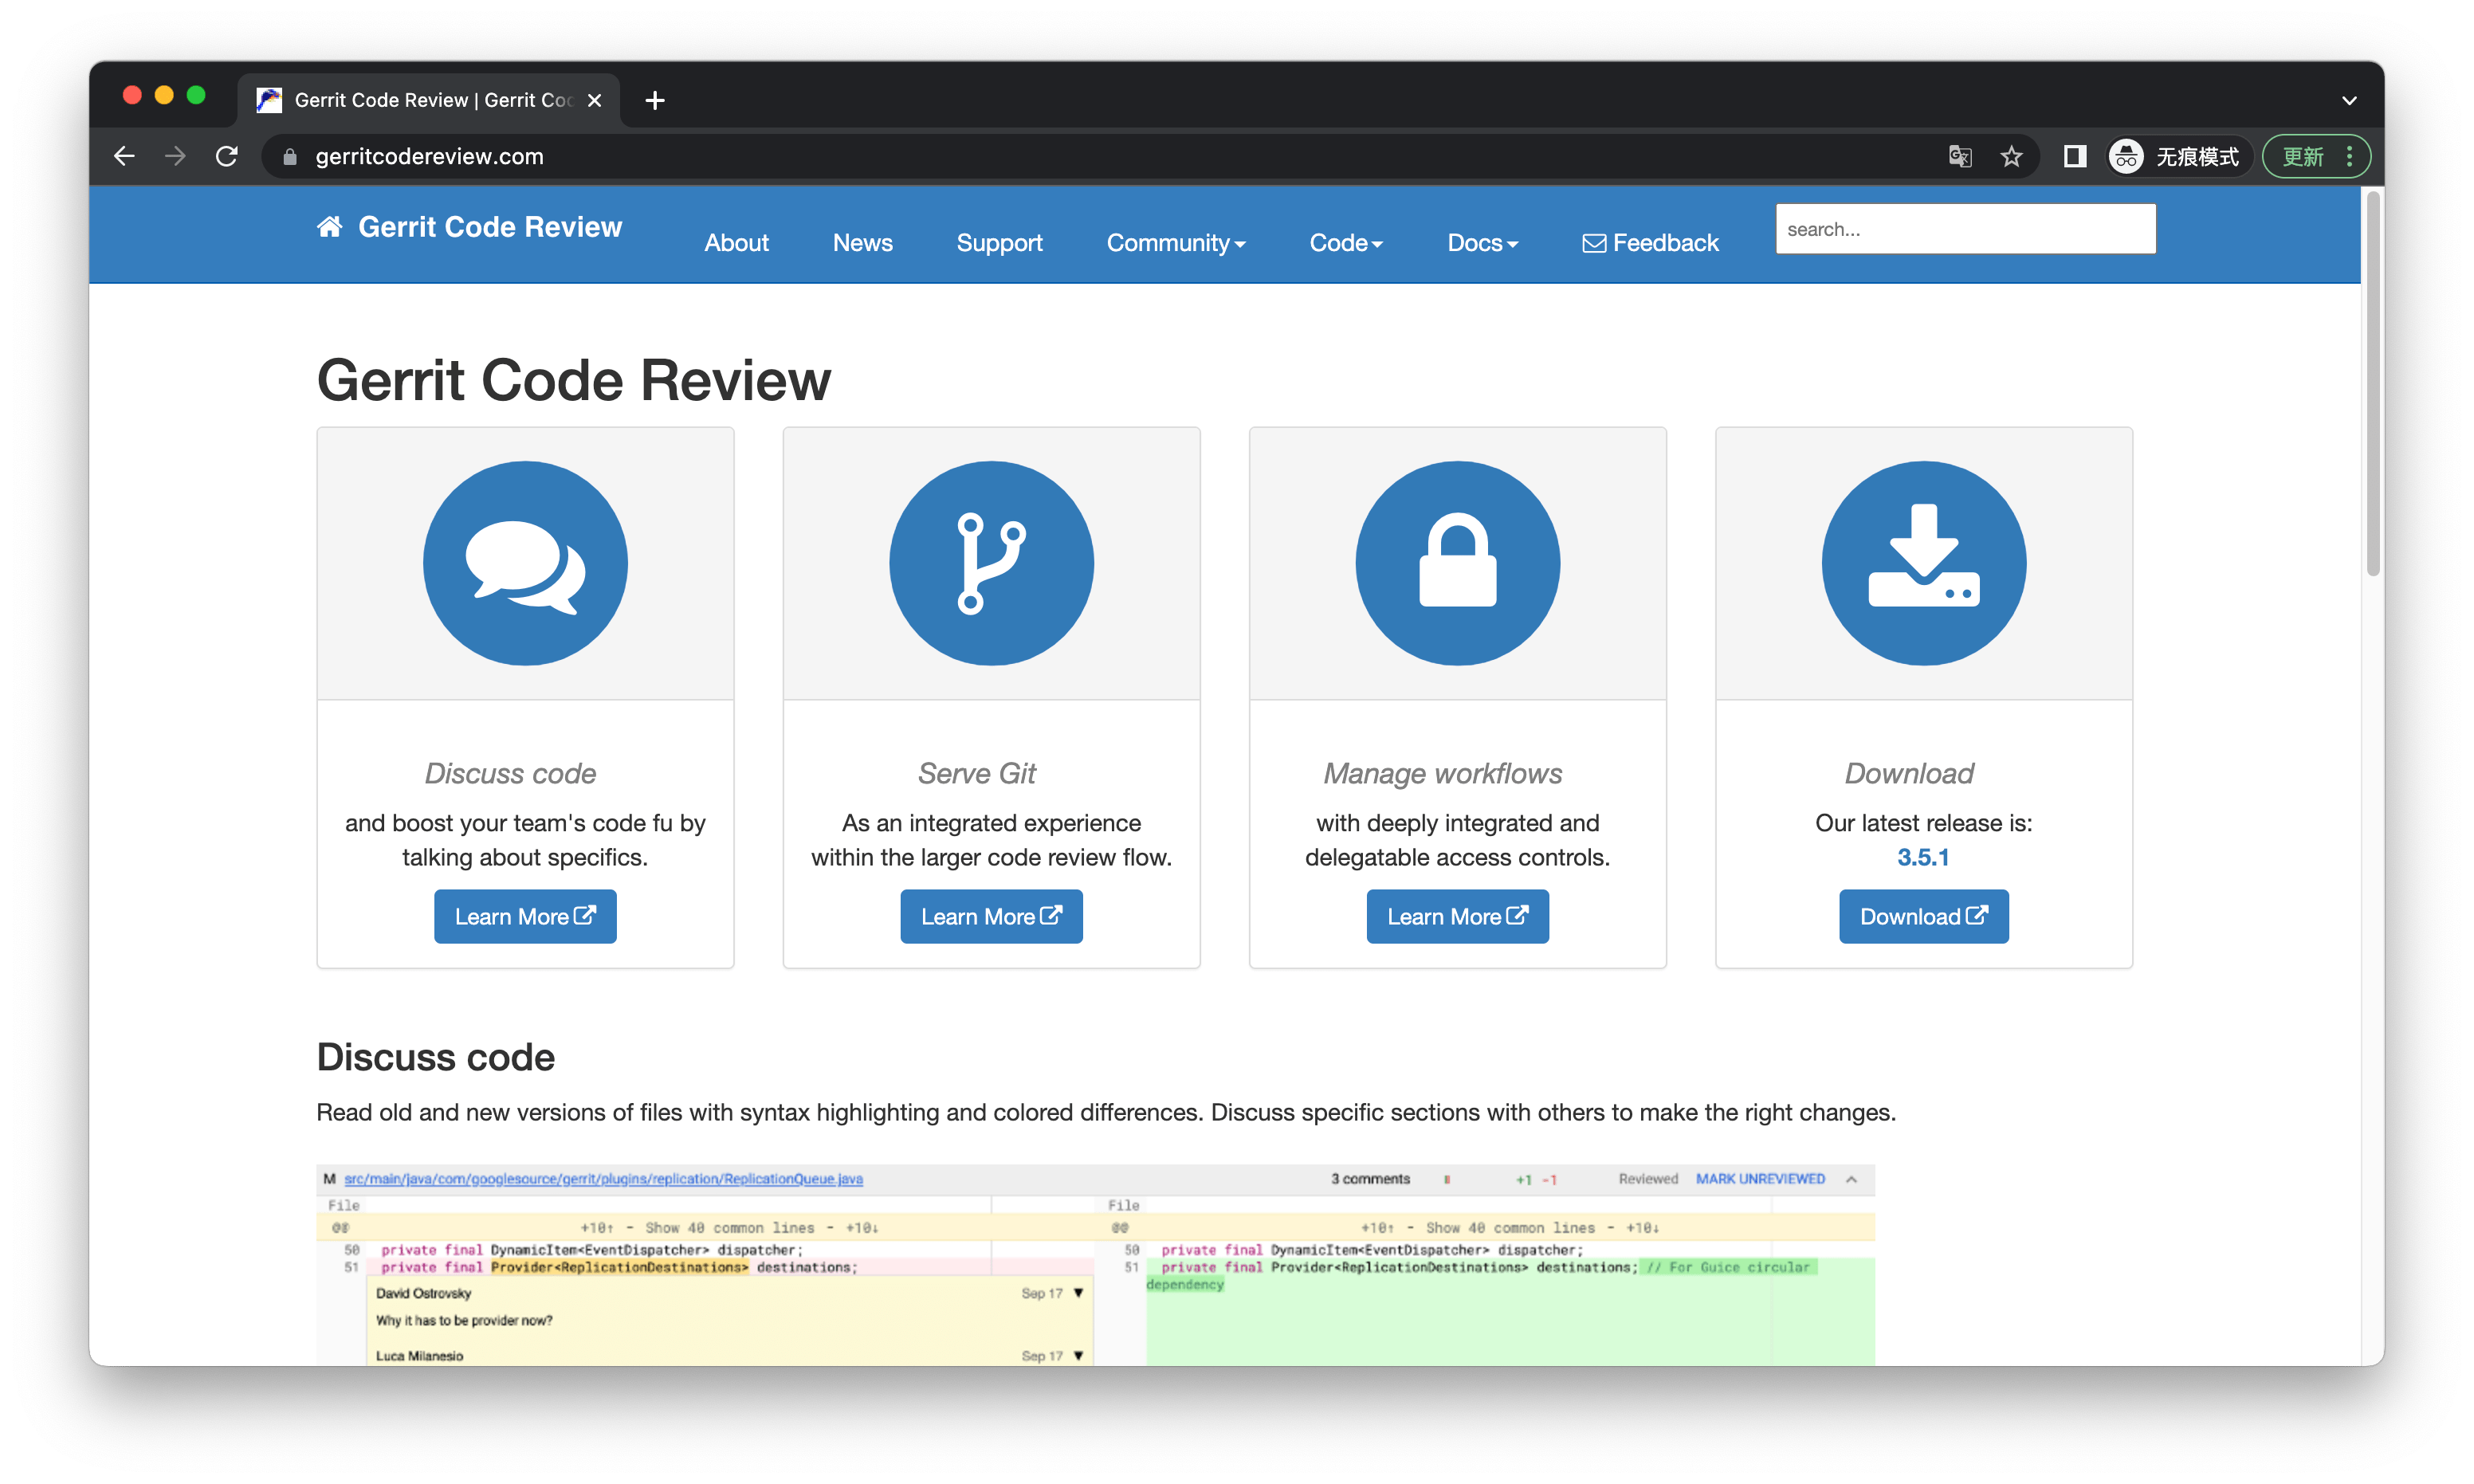 Gerrit Code Review | Gerrit Coc
gerritcodereview.com
无痕模式
更新
Gerrit Code Review
About
News
Support
Community
Code
Docs
Feedback
search...
Gerrit Code Review
Discuss code
and boost your team's code fu by
talking about specifics.
Learn More
Serve Git
As an integrated experience
within the larger code review flow.
Learn More
Manage workflows
with deeply integrated and
delegatable access controls.
Learn More
Download
Our latest release is:
3.5.1
Download
Discuss code
Read old and new versions of files with syntax highlighting and colored differences. Discuss specific sections with others to make the right changes.
M src/main/java/com/googlesource/gerrit/plugins/replication/ReplicationQueue.java 3 comments +1 -1 Reviewed MARK UNREVIEWED
File File
@@ +10↑ - Show 40 common lines - +10↓ @@ +10↑ - Show 40 common lines - +10↓
50 private final DynamicItem<EventDispatcher> dispatcher; 50 private final DynamicItem<EventDispatcher> dispatcher;
51 private final Provider<ReplicationDestinations> destinations; 51 private final Provider<ReplicationDestinations> destinations; // For Guice circular
dependency
David Ostrovsky Sep 17
Why it has to be provider now?
Luca Milanesio Sep 17